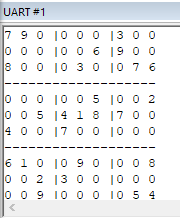 UART #1
7 9 0 |0 0 0 |3 0 0
0 0 0 |0 0 6 |9 0 0
8 0 0 |0 3 0 |0 7 6
---------------------
0 0 0 |0 0 5 |0 0 2
0 0 5 |4 1 8 |7 0 0
4 0 0 |7 0 0 |0 0 0
---------------------
6 1 0 |0 9 0 |0 0 8
0 0 2 |3 0 0 |0 0 0
0 0 9 |0 0 0 |0 5 4